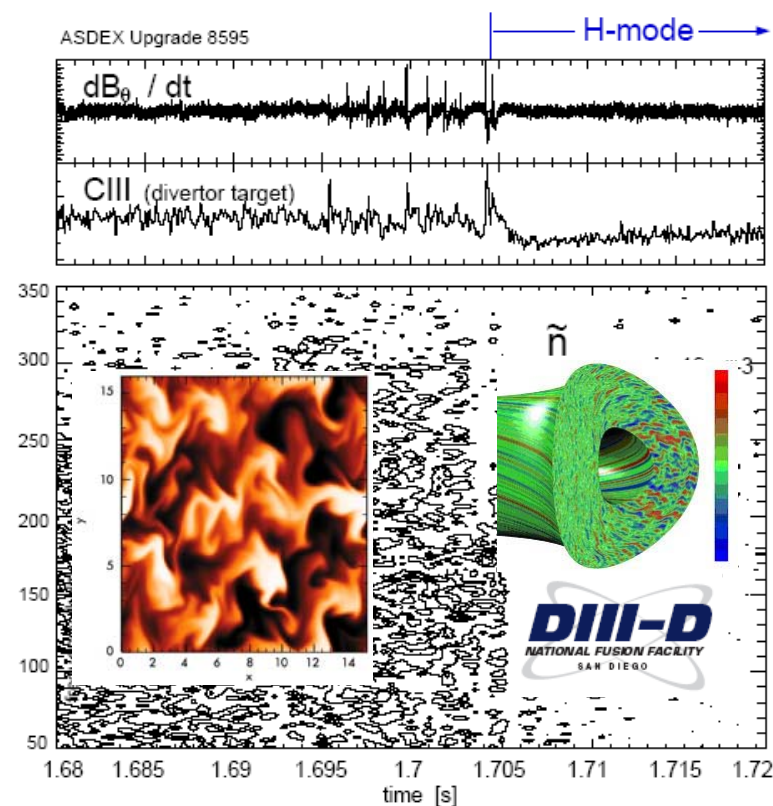 ASDEX Upgrade 8595
H-mode
dBθ / dt
CIII (divertor target)
350
300
250
200
150
100
50
ñ
3
15
10
5
0
y
0 2 4 6 8 10 12 14
x
DIII-D
NATIONAL FUSION FACILITY
SAN DIEGO
1.68 1.685 1.69 1.695 1.7 1.705 1.71 1.715 1.72
time [s]